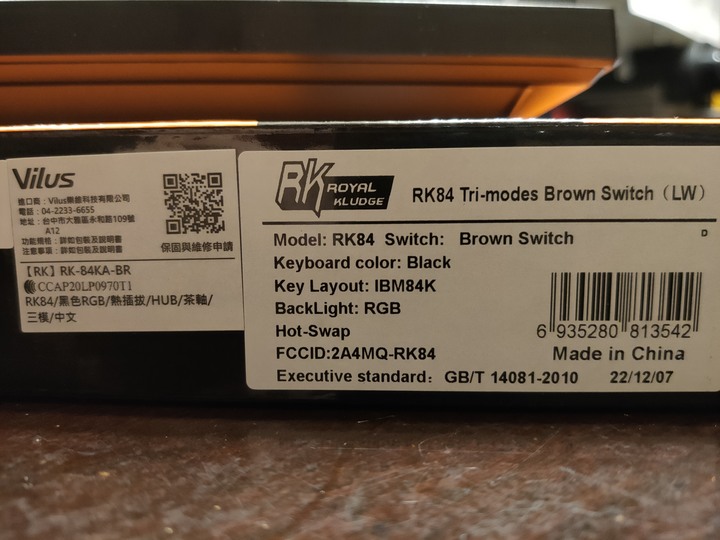 Vilus
進口商：Vilus樂維科技有限公司
電話：04-2233-6655
地址：台中市大雅區永和路109號
A12
功能規格：詳如包裝及說明書
注意事項：詳如包裝及說明書
保固與維修申請
【RK】RK-84KA-BR
CCAP20LP0970T1
RK84/黑色RGB/熱插拔/HUB/茶軸/
三模/中文
RK ROYAL KLUDGE
RK84 Tri-modes Brown Switch（LW）
D
Model: RK84 Switch: Brown Switch
Keyboard color: Black
Key Layout: IBM84K
BackLight: RGB
Hot-Swap
FCCID:2A4MQ-RK84
Executive standard: GB/T 14081-2010 22/12/07
6 935280 813542
Made in China